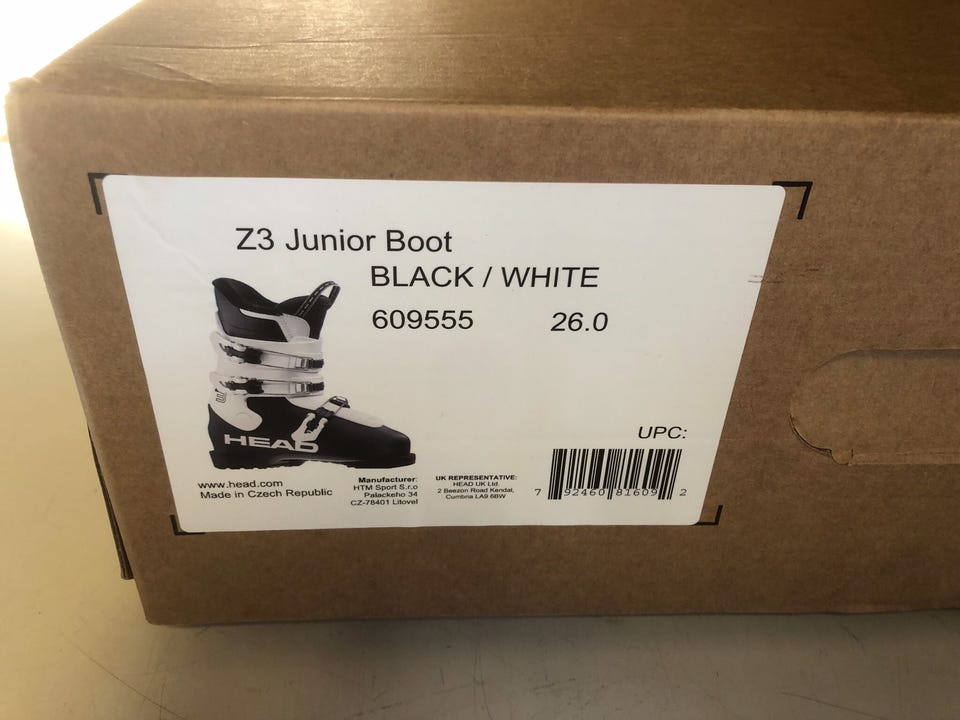 Z3 Junior Boot
BLACK / WHITE
609555 26.0
3
HEAD
UPC:
7 92460 81609 2
www.head.com
Made in Czech Republic
Manufacturer:
HTM Sport S.r.o
Palackeho 34
CZ-78401 Litovel
UK REPRESENTATIVE:
HEAD UK Ltd.
2 Beezon Road Kendal,
Cumbria LA9 6BW